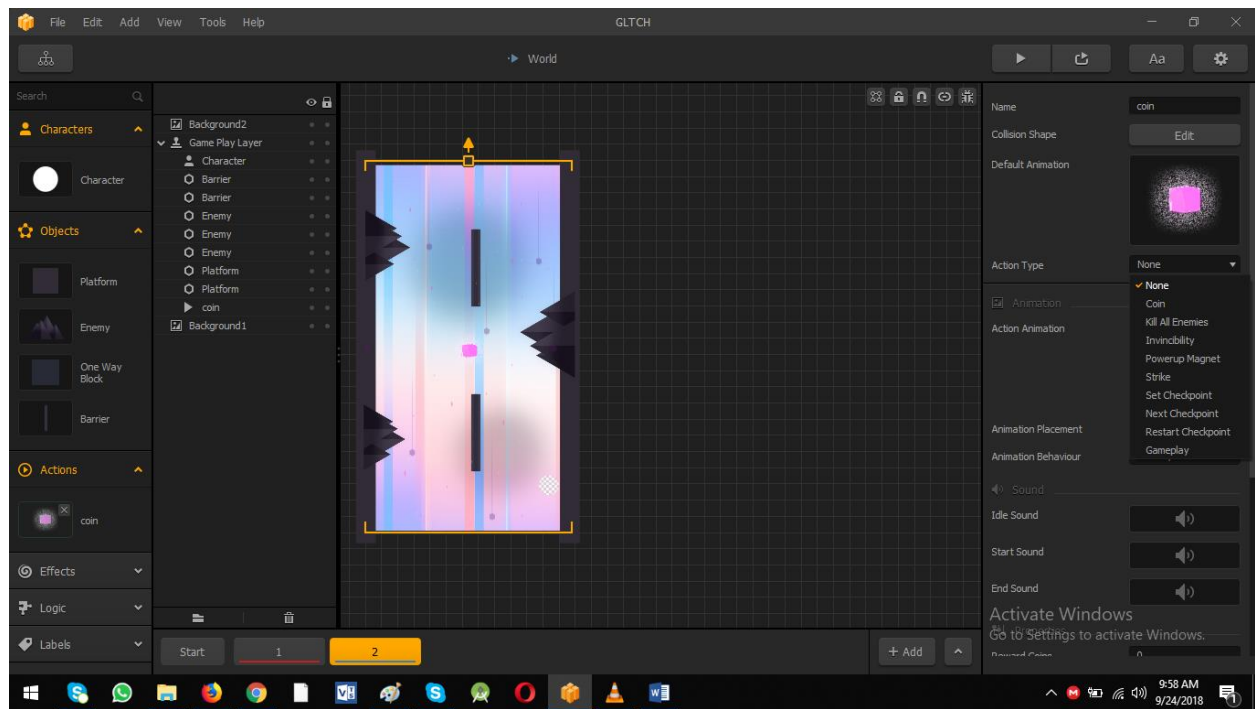 File Edit Add View Tools Help GLTCH
World
Aa
Search
Characters
Character
Objects
Platform
Enemy
One Way
Block
Barrier
Actions
coin
Effects
Logic
Labels
Background2
Game Play Layer
Character
Barrier
Barrier
Enemy
Enemy
Enemy
Platform
Platform
coin
Background1
Start 1 2 + Add
Name coin
Collision Shape Edit
Default Animation
Action Type None
None
Coin
Kill All Enemies
Invincibility
Powerup Magnet
Strike
Set Checkpoint
Next Checkpoint
Restart Checkpoint
Gameplay
Animation
Action Animation
Animation Placement
Animation Behaviour
Sound
Idle Sound
Start Sound
End Sound
Activate Windows
Go to Settings to activate Windows.
Properties
Reward Coins 0
9:58 AM
9/24/2018